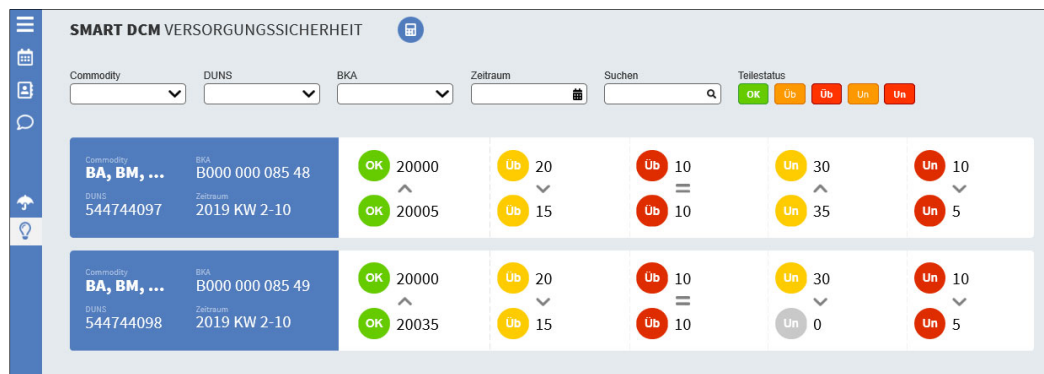 SMART DCM VERSORGUNGSSICHERHEIT
Commodity DUNS BKA Zeitraum Suchen Teilestatus
OK Üb Üb Un Un
Commodity BKA
BA, BM, ... B000 000 085 48
DUNS Zeitraum
544744097 2019 KW 2-10
OK 20000 Üb 20 Üb 10 Un 30 Un 10
OK 20005 Üb 15 Üb 10 Un 35 Un 5
Commodity BKA
BA, BM, ... B000 000 085 49
DUNS Zeitraum
544744098 2019 KW 2-10
OK 20000 Üb 20 Üb 10 Un 30 Un 10
OK 20035 Üb 15 Üb 10 Un 0 Un 5